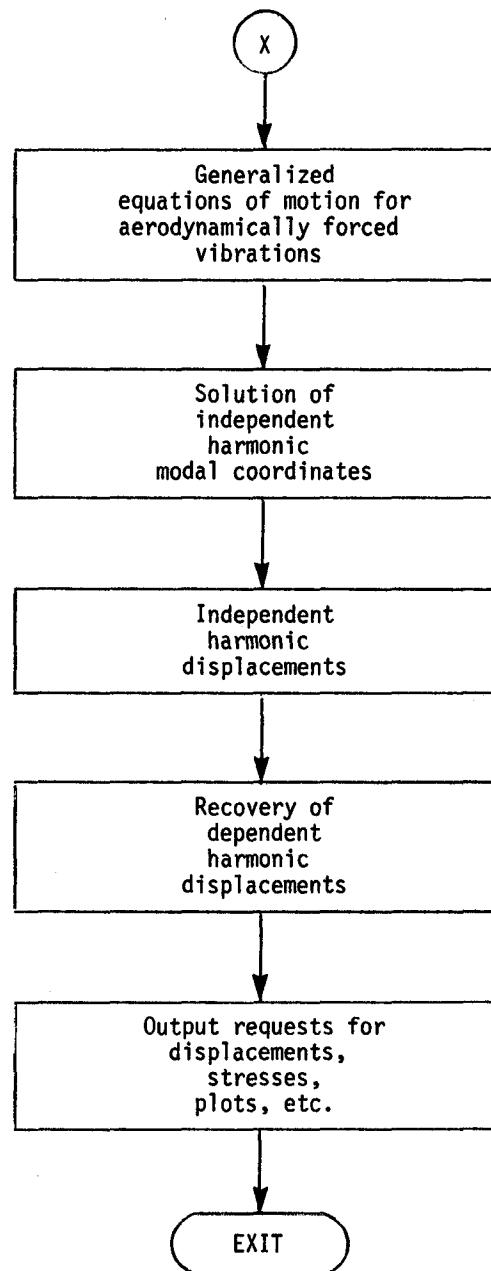 X
Generalized
equations of motion for
aerodynamically forced
vibrations
Solution of
independent
harmonic
modal coordinates
Independent
harmonic
displacements
Recovery of
dependent
harmonic
displacements
Output requests for
displacements,
stresses,
plots, etc.
EXIT